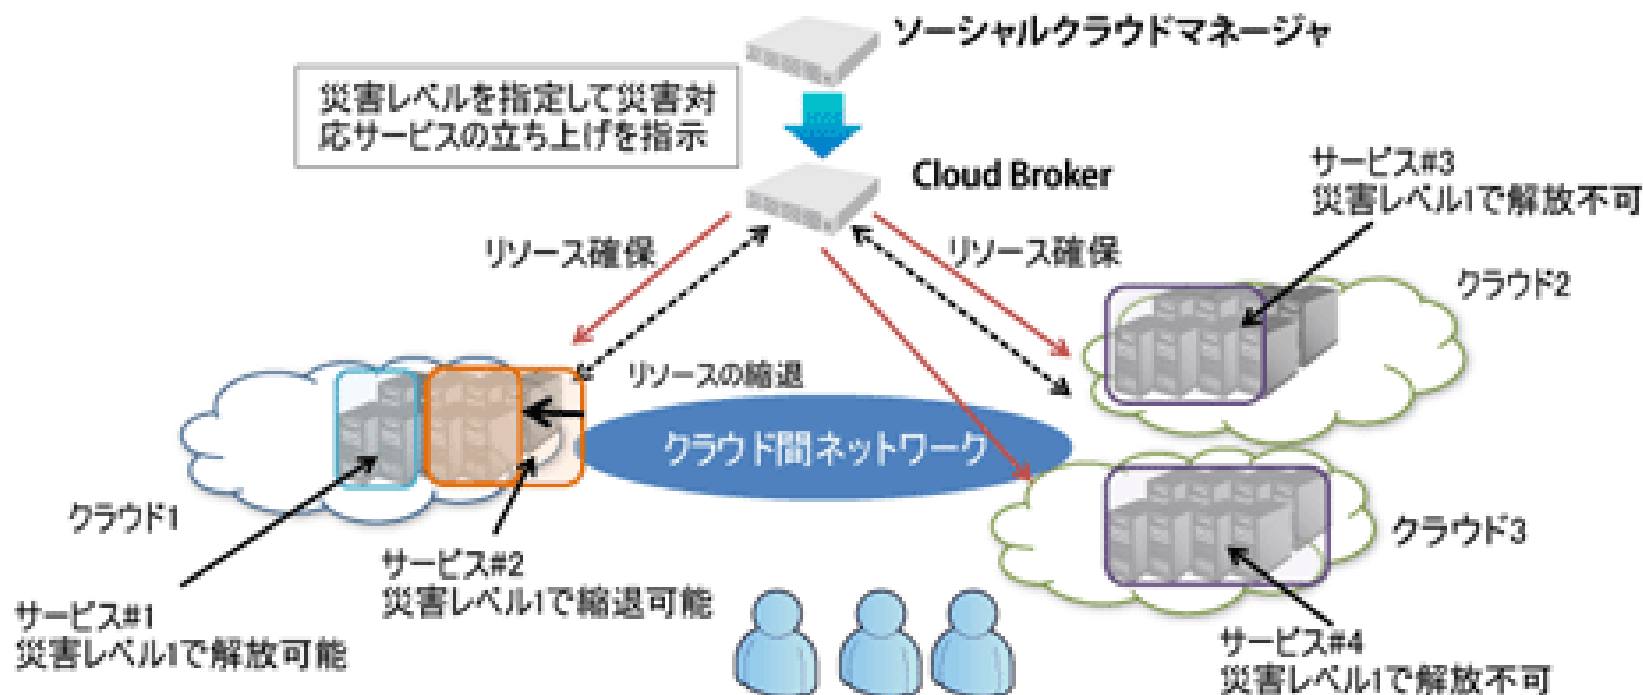 ソーシャルクラウドマネージャ
災害レベルを指定して災害対
応サービスの立ち上げを指示
Cloud Broker
サービス#3
災害レベル1で解放不可
リソース確保
リソース確保
クラウド2
リソースの縮退
クラウド間ネットワーク
クラウド1
クラウド3
サービス#2
災害レベル1で縮退可能
サービス#1
災害レベル1で解放可能
サービス#4
災害レベル1で解放不可